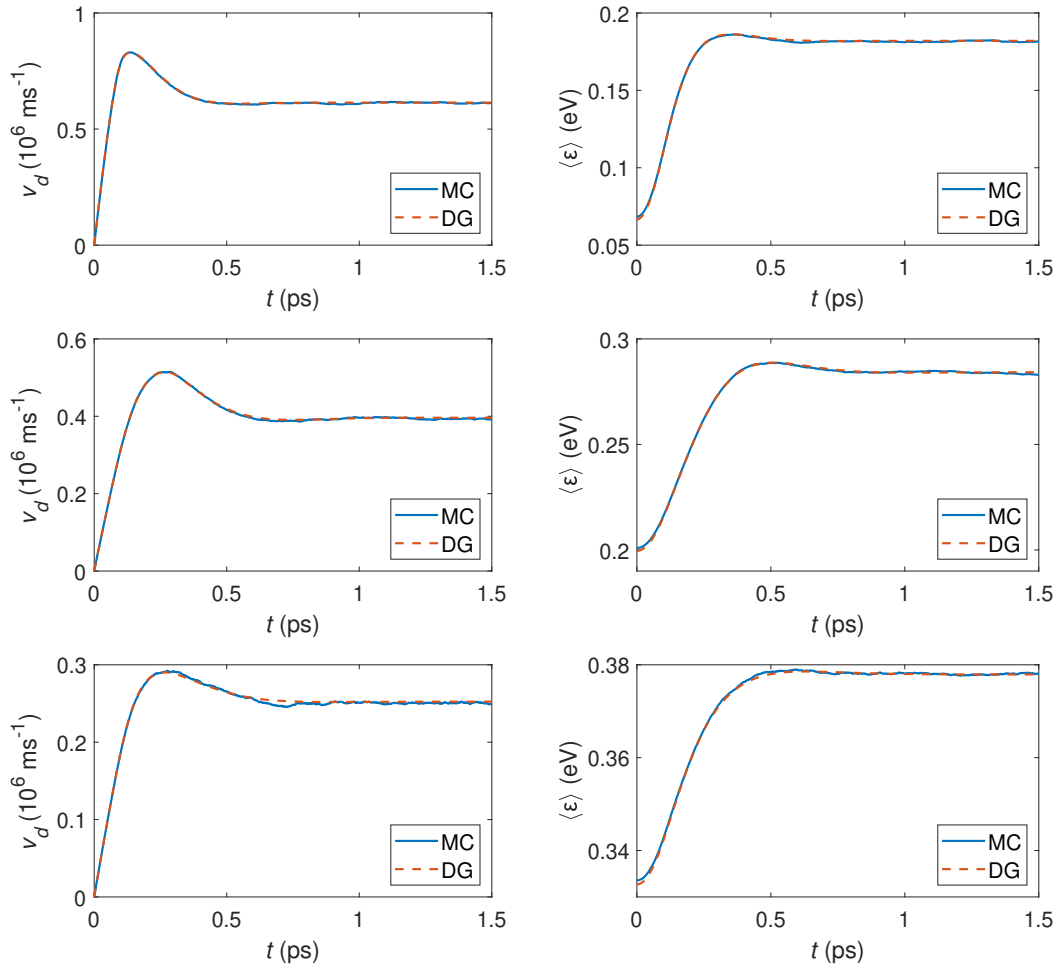 1
0.5
0
v_d (10^6 ms^-1)
MC
DG
0 0.5 1 1.5
t (ps)
0.2
0.15
0.1
0.05
⟨ε⟩ (eV)
MC
DG
0 0.5 1 1.5
t (ps)
0.6
0.4
0.2
0
v_d (10^6 ms^-1)
MC
DG
0 0.5 1 1.5
t (ps)
0.3
0.25
0.2
⟨ε⟩ (eV)
MC
DG
0 0.5 1 1.5
t (ps)
0.3
0.2
0.1
0
v_d (10^6 ms^-1)
MC
DG
0 0.5 1 1.5
t (ps)
0.38
0.36
0.34
⟨ε⟩ (eV)
MC
DG
0 0.5 1 1.5
t (ps)